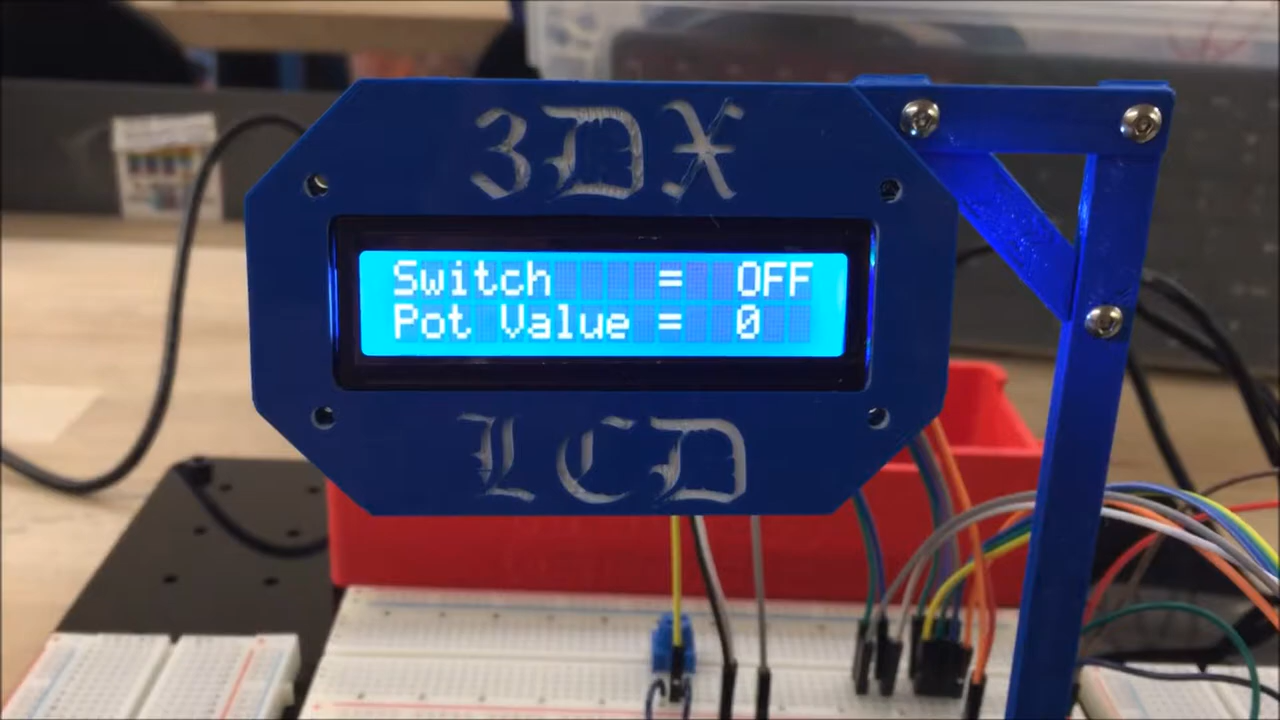 3DX
Switch = OFF
Pot Value = 0
LCD